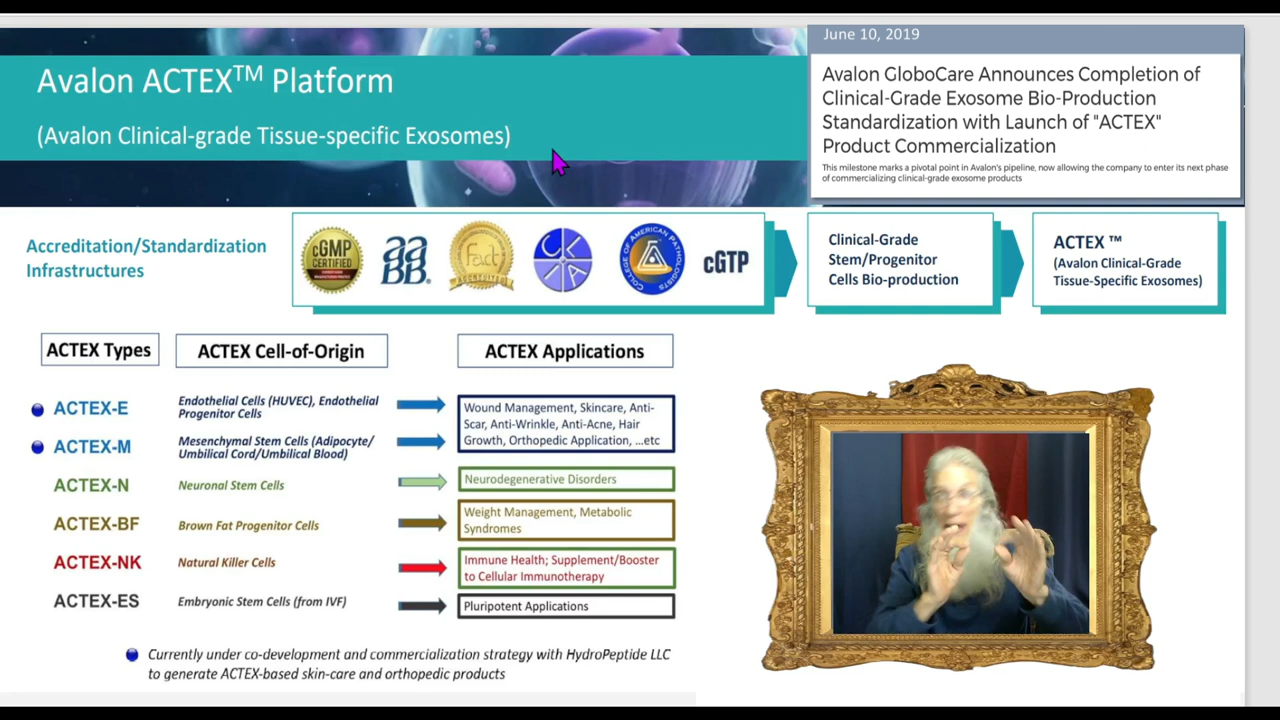 June 10, 2019
Avalon ACTEX™ Platform
(Avalon Clinical-grade Tissue-specific Exosomes)
Avalon GloboCare Announces Completion of
Clinical-Grade Exosome Bio-Production
Standardization with Launch of "ACTEX"
Product Commercialization
This milestone marks a pivotal point in Avalon's pipeline, now allowing the company to enter its next phase
of commercializing clinical-grade exosome products
Accreditation/Standardization
Infrastructures
cGMP
CERTIFIED
aaBB
Fact
ACCREDITED
COLLEGE OF AMERICAN PATHOLOGISTS
cGTP
Clinical-Grade
Stem/Progenitor
Cells Bio-production
ACTEX ™
(Avalon Clinical-Grade
Tissue-Specific Exosomes)
ACTEX Types
ACTEX Cell-of-Origin
ACTEX Applications
ACTEX-E
Endothelial Cells (HUVEC), Endothelial
Progenitor Cells
ACTEX-M
Mesenchymal Stem Cells (Adipocyte/
Umbilical Cord/Umbilical Blood)
Wound Management, Skincare, Anti-
Scar, Anti-Wrinkle, Anti-Acne, Hair
Growth, Orthopedic Application, ...etc
ACTEX-N
Neuronal Stem Cells
Neurodegenerative Disorders
ACTEX-BF
Brown Fat Progenitor Cells
Weight Management, Metabolic
Syndromes
ACTEX-NK
Natural Killer Cells
Immune Health; Supplement/Booster
to Cellular Immunotherapy
ACTEX-ES
Embryonic Stem Cells (from IVF)
Pluripotent Applications
Currently under co-development and commercialization strategy with HydroPeptide LLC
to generate ACTEX-based skin-care and orthopedic products